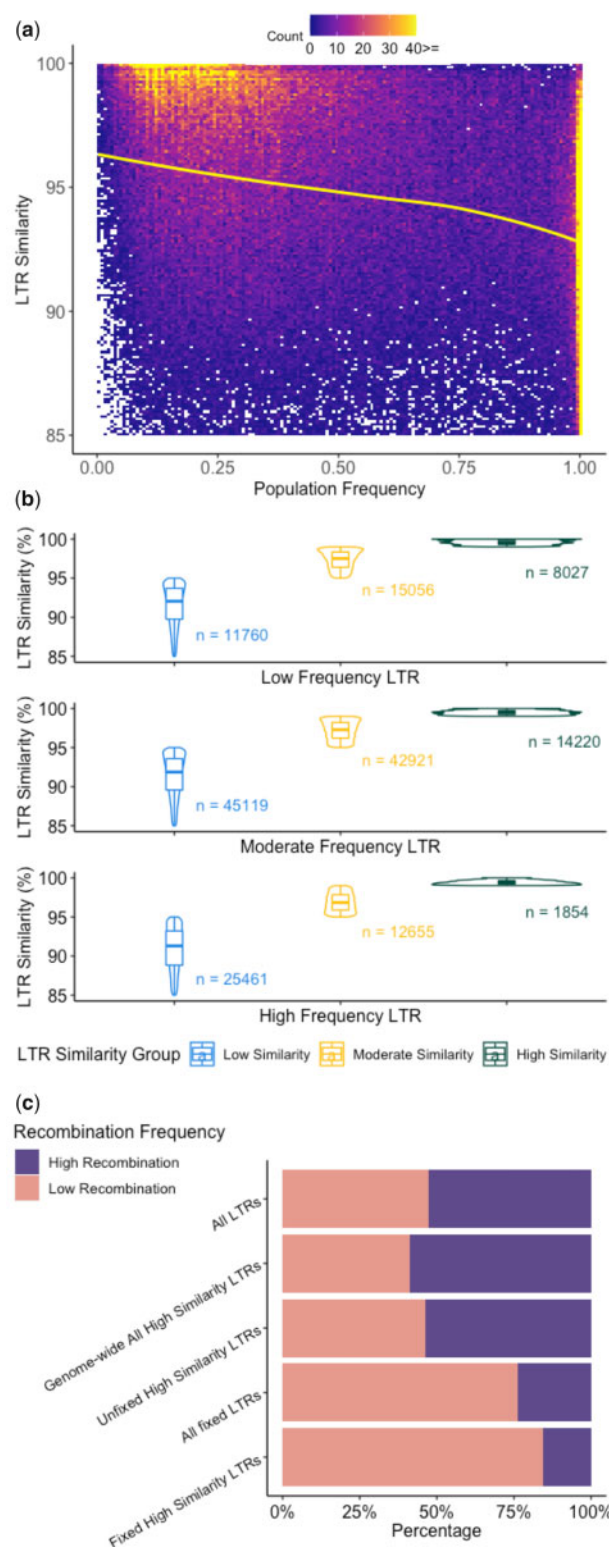 (a)
Count 0 10 30 40>=
100
95
90
85
LTR Similarity
0.00 0.25 0.50 0.75 1.00
Population Frequency
(b)
LTR Similarity (%)
100
95
90
85
n = 11760
n = 15056
n = 8027
Low Frequency LTR
LTR Similarity (%)
100
95
90
85
n = 45119
n = 42921
n = 14220
Moderate Frequency LTR
LTR Similarity (%)
100
95
90
85
n = 25461
n = 12655
n = 1854
High Frequency LTR
LTR Similarity Group Low Similarity Moderate Similarity High Similarity
(c)
Recombination Frequency
High Recombination
Low Recombination
All LTRs
Genome-wide All High Similarity LTRs
Unfixed High Similarity LTRs
All fixed LTRs
Fixed High Similarity LTRs
0% 25% 50% 75% 100%
Percentage